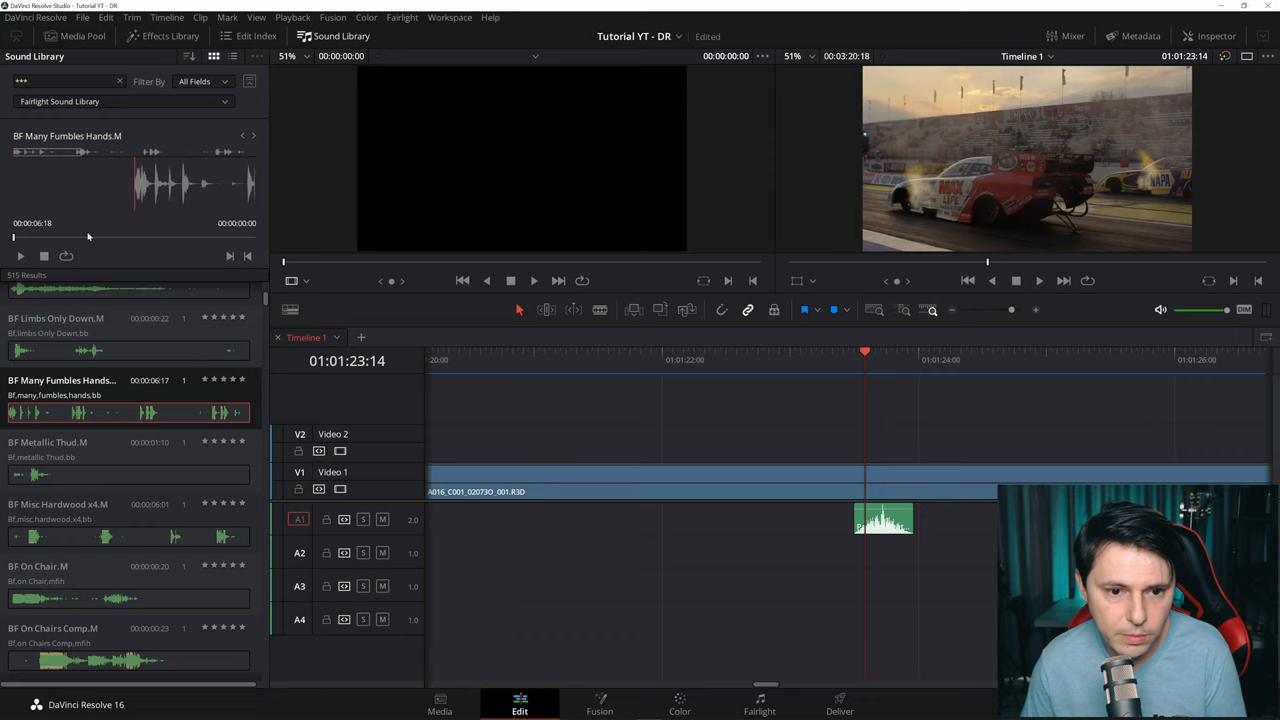 DaVinci Resolve Studio - Tutorial YT - DR
DaVinci Resolve File Edit Trim Timeline Clip Mark View Playback Fusion Color Fairlight Workspace Help
Media Pool Effects Library Edit Index Sound Library Tutorial YT - DR Edited Mixer Metadata Inspector
Sound Library 51% 00:00:00:00 00:00:00:00 51% 00:03:20:18 Timeline 1 01:01:23:14
*** Filter By All Fields
Fairlight Sound Library
BF Many Fumbles Hands.M
00:00:06:18 00:00:00:00
515 Results
BF Limbs Only Down.M 00:00:00:22 1
Bf,limbs Only Down.bb
BF Many Fumbles Hands... 00:00:06:17 1
Bf,many,fumbles,hands,bb
BF Metallic Thud.M 00:00:01:10 1
Bf,metallic Thud.bb
BF Misc Hardwood x4.M 00:00:06:01 1
Bf,misc.hardwood.x4.bb
BF On Chair.M 00:00:00:20 1
Bf,on Chair,mfih
BF On Chairs Comp.M 00:00:00:23 1
Bf,on Chairs Comp.mfih
MAX LIFE
NAPA
DIM
Timeline 1
01:01:23:14
20:00 01:01:22:00 01:01:24:00 01:01:26:00
V2 Video 2
V1 Video 1
A016_C001_02073O_001.R3D
A1 S M 2.0
A2 S M 1.0
A3 S M 1.0
A4 S M 1.0
DaVinci Resolve 16
Media Edit Fusion Color Fairlight Deliver